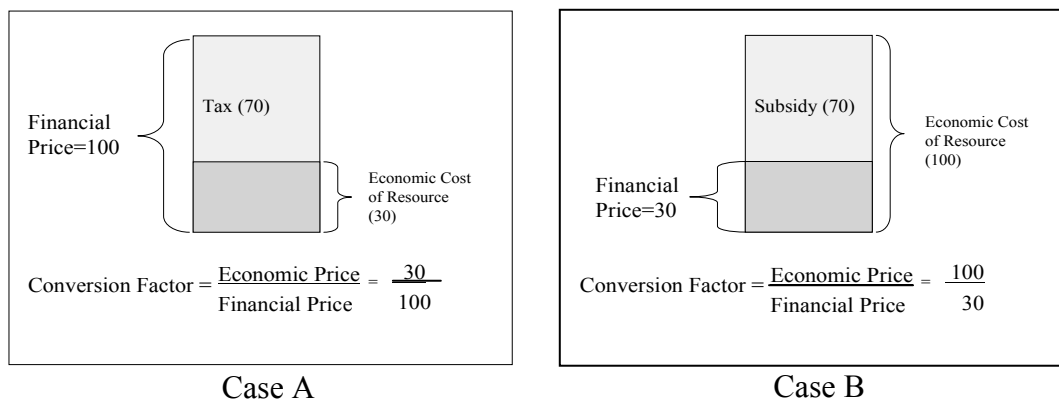 Tax (70)
Financial
Price=100
Economic Cost
of Resource
(30)
Conversion Factor = Economic Price = 30
Financial Price 100
Case A
Subsidy (70)
Economic Cost
of Resource
(100)
Financial
Price=30
Conversion Factor = Economic Price = 100
Financial Price 30
Case B